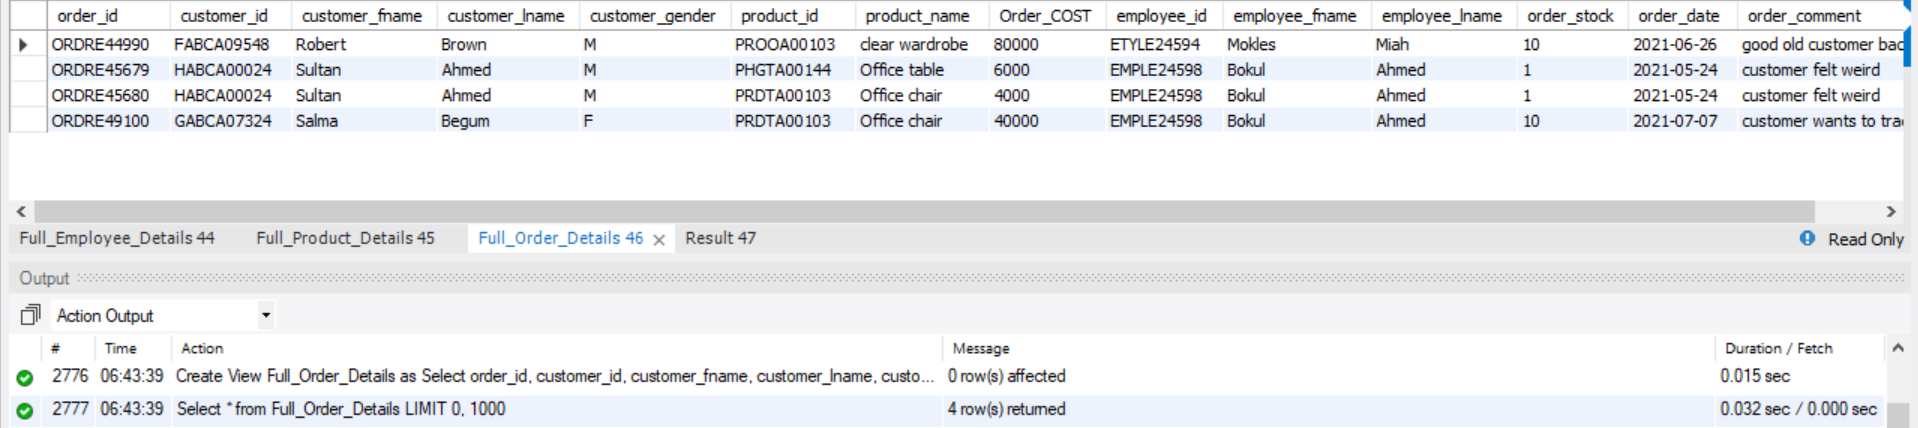 order_id customer_id customer_fname customer_lname customer_gender product_id product_name Order_COST employee_id employee_fname employee_lname order_stock order_date order_comment
ORDRE44990 FABCA09548 Robert Brown M PROOA00103 clear wardrobe 80000 ETYLE24594 Mokles Miah 10 2021-06-26 good old customer bac
ORDRE45679 HABCA00024 Sultan Ahmed M PHGTA00144 Office table 6000 EMPLE24598 Bokul Ahmed 1 2021-05-24 customer felt weird
ORDRE45680 HABCA00024 Sultan Ahmed M PRDTA00103 Office chair 4000 EMPLE24598 Bokul Ahmed 1 2021-05-24 customer felt weird
ORDRE49100 GABCA07324 Salma Begum F PRDTA00103 Office chair 40000 EMPLE24598 Bokul Ahmed 10 2021-07-07 customer wants to tra
Full_Employee_Details 44 Full_Product_Details 45 Full_Order_Details 46 Result 47 Read Only
Output
Action Output
# Time Action Message Duration / Fetch
2776 06:43:39 Create View Full_Order_Details as Select order_id, customer_id, customer_fname, customer_lname, custo... 0 row(s) affected 0.015 sec
2777 06:43:39 Select * from Full_Order_Details LIMIT 0, 1000 4 row(s) returned 0.032 sec / 0.000 sec